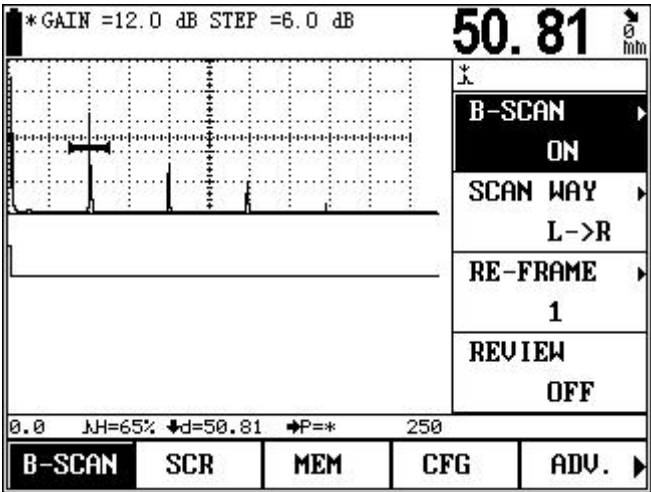 *GAIN =12.0 dB STEP =6.0 dB
50.81
Ø
mm
B-SCAN
ON
SCAN WAY
L->R
RE-FRAME
1
REVIEW
OFF
0.0 H=65% d=50.81 P=* 250
B-SCAN SCR MEM CFG ADV.